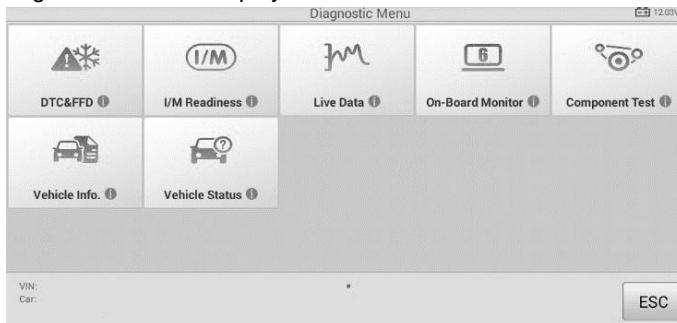 Diagnostic Menu
12.03V
I/M
6
DTC&FFD
I/M Readiness
Live Data
On-Board Monitor
Component Test
?
Vehicle Info.
Vehicle Status
VIN:
Car:
ESC